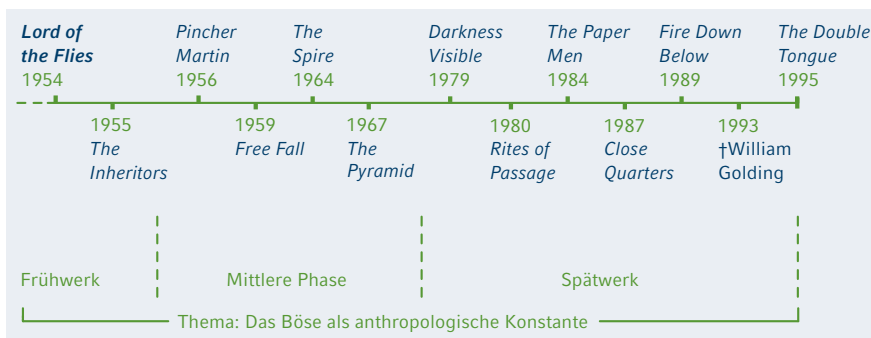 Lord of
the Flies
1954
Pincher
Martin
1956
The
Spire
1964
Darkness
Visible
1979
The Paper
Men
1984
Fire Down
Below
1989
The Double
Tongue
1995
1955
The
Inheritors
1959
Free Fall
1967
The
Pyramid
1980
Rites of
Passage
1987
Close
Quarters
1993
†William
Golding
Frühwerk
Mittlere Phase
Spätwerk
Thema: Das Böse als anthropologische Konstante